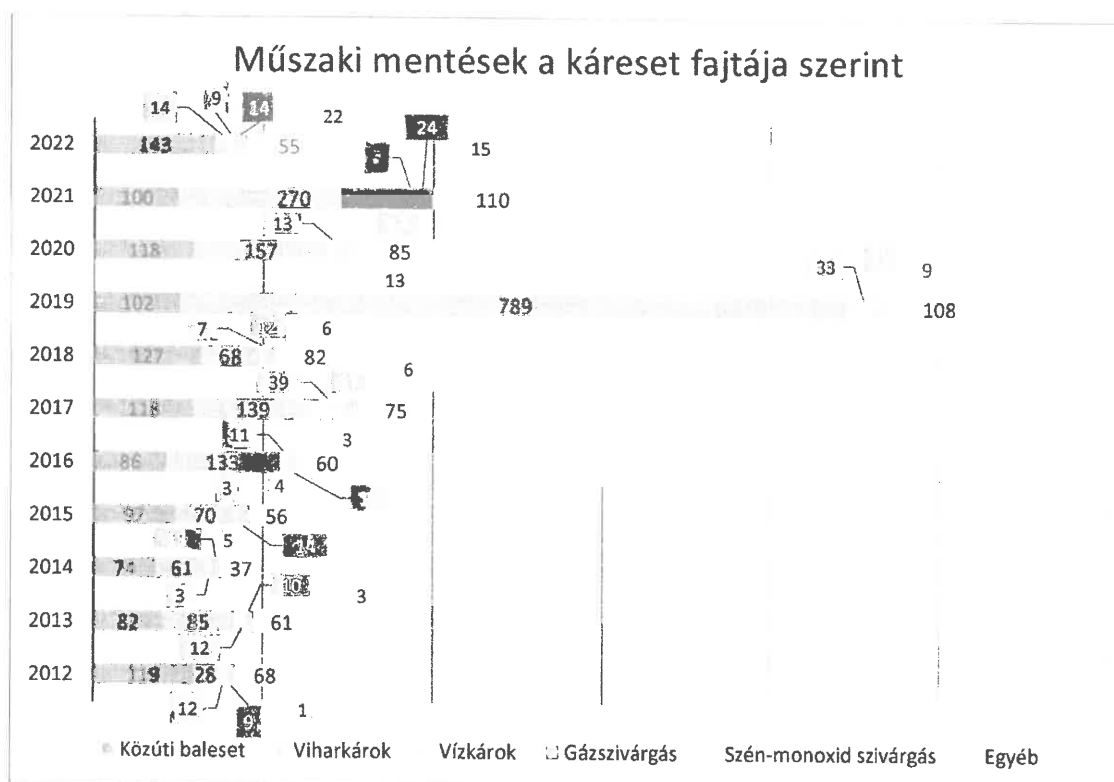 Műszaki mentések a káreset fajtája szerint
14 9 14 22 24
2022 143 55 15
2021 100 270 110
13
2020 118 157 85
13 33 9
2019 102 789 108
7 6
2018 127 68 82
39 6
2017 118 139 75
11 3
2016 86 133 60
3 4
2015 97 70 56
5
2014 74 61 37
3 3
2013 82 85 61
12
2012 119 68
12 9 1
Közúti baleset Viharkárok Vízkárok Gázszivárgás Szén-monoxid szivárgás Egyéb